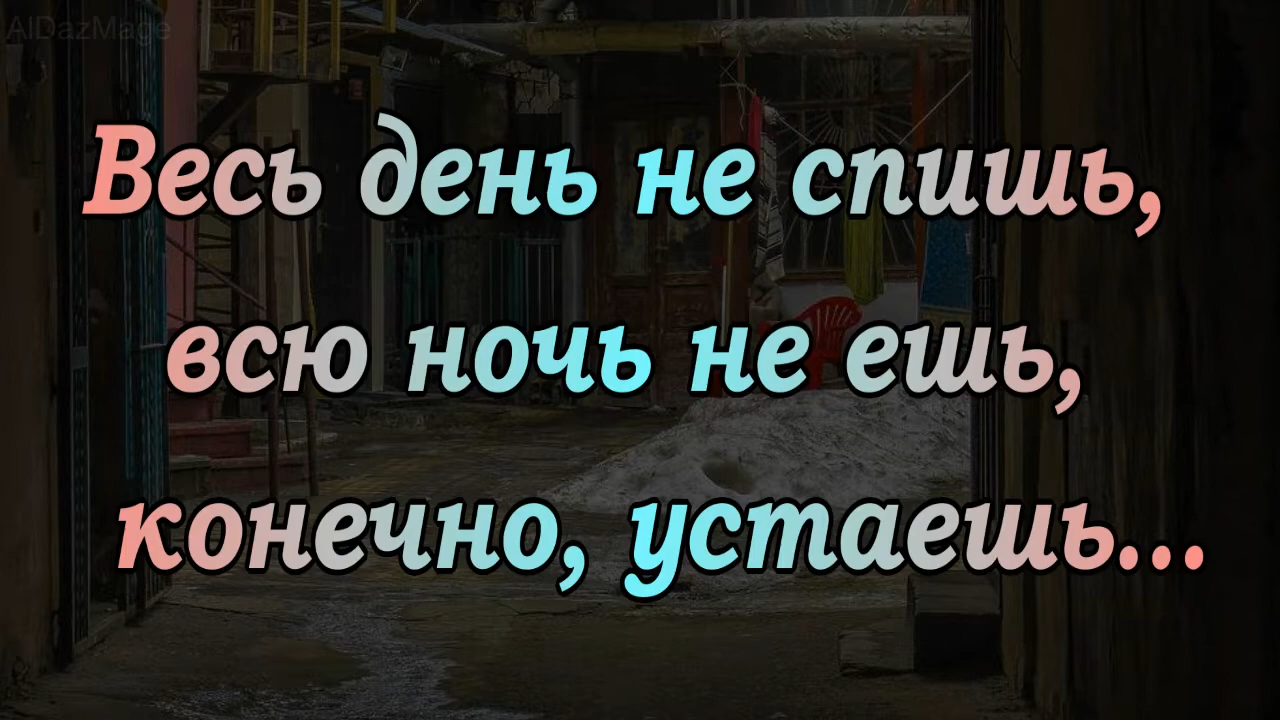 AIDazMage
Весь день не спишь,
всю ночь не ешь,
конечно, устаешь...